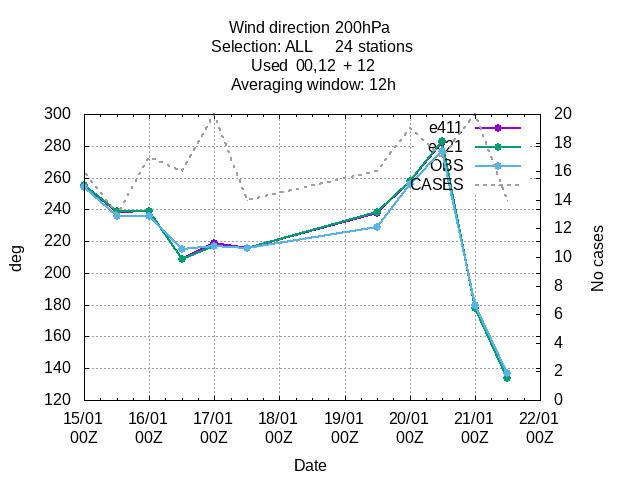 Wind direction 200hPa
Selection: ALL 24 stations
Used 00,12 + 12
Averaging window: 12h
300
280
260
240
220
200
180
160
140
120
deg
20
18
16
14
12
10
8
6
4
2
0
No cases
e411
OBS
CASES
15/01 16/01 17/01 18/01 19/01 20/01 21/01 22/01
00Z 00Z 00Z 00Z 00Z 00Z 00Z 00Z
Date